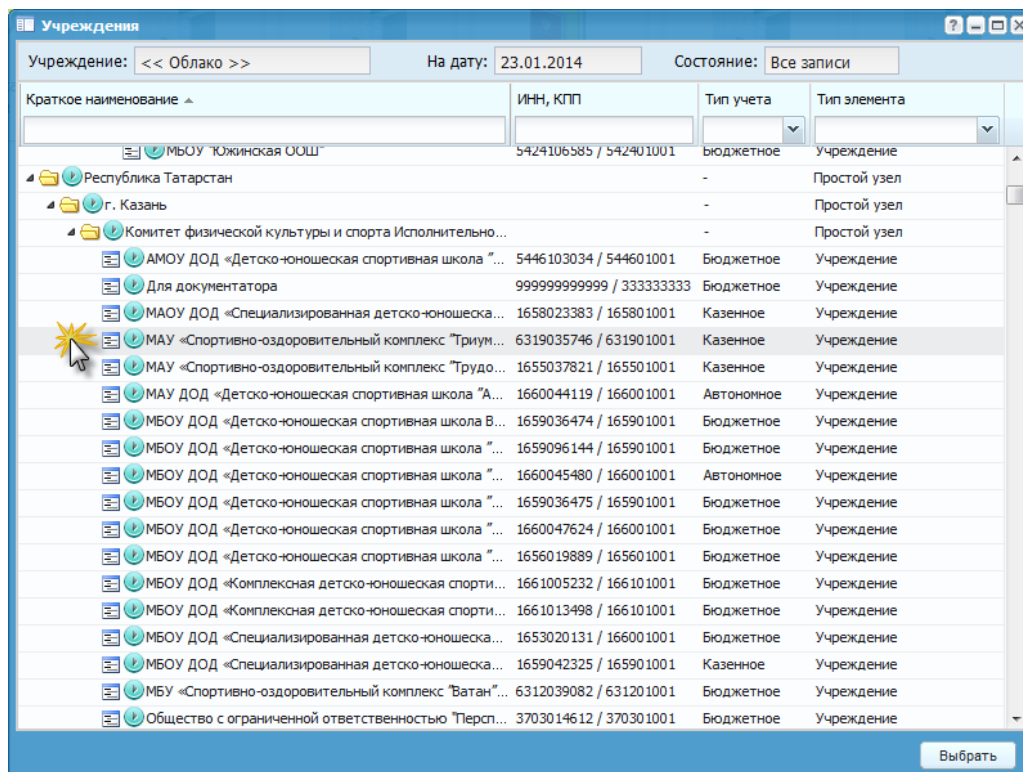 Учреждения
Учреждение: << Облако >> На дату: 23.01.2014 Состояние: Все записи
Краткое наименование ИНН, КПП Тип учета Тип элемента
МБОУ "Южинская ООШ" 5424106585 / 542401001 Бюджетное Учреждение
Республика Татарстан - Простой узел
г. Казань - Простой узел
Комитет физической культуры и спорта Исполнительно... - Простой узел
АМОУ ДОД «Детско-юношеская спортивная школа "... 5446103034 / 544601001 Бюджетное Учреждение
Для документатора 999999999999 / 333333333 Бюджетное Учреждение
МАОУ ДОД «Специализированная детско-юношеска... 1658023383 / 165801001 Казенное Учреждение
МАУ «Спортивно-оздоровительный комплекс "Триум... 6319035746 / 631901001 Казенное Учреждение
МАУ «Спортивно-оздоровительный комплекс "Трудо... 1655037821 / 165501001 Казенное Учреждение
МАУ ДОД «Детско-юношеская спортивная школа "А... 1660044119 / 166001001 Автономное Учреждение
МБОУ ДОД «Детско-юношеская спортивная школа В... 1659036474 / 165901001 Бюджетное Учреждение
МБОУ ДОД «Детско-юношеская спортивная школа "... 1659096144 / 165901001 Бюджетное Учреждение
МБОУ ДОД «Детско-юношеская спортивная школа "... 1660045480 / 166001001 Автономное Учреждение
МБОУ ДОД «Детско-юношеская спортивная школа "... 1659036475 / 165901001 Бюджетное Учреждение
МБОУ ДОД «Детско-юношеская спортивная школа "... 1660047624 / 166001001 Бюджетное Учреждение
МБОУ ДОД «Детско-юношеская спортивная школа "... 1656019889 / 165601001 Бюджетное Учреждение
МБОУ ДОД «Комплексная детско-юношеская спорти... 1661005232 / 166101001 Бюджетное Учреждение
МБОУ ДОД «Комплексная детско-юношеская спорти... 1661013498 / 166101001 Бюджетное Учреждение
МБОУ ДОД «Специализированная детско-юношеска... 1653020131 / 166001001 Бюджетное Учреждение
МБОУ ДОД «Специализированная детско-юношеска... 1659042325 / 165901001 Казенное Учреждение
МБУ «Спортивно-оздоровительный комплекс "Ватан"... 6312039082 / 631201001 Бюджетное Учреждение
Общество с ограниченной ответственностью "Персп... 3703014612 / 370301001 Бюджетное Учреждение
Выбрать